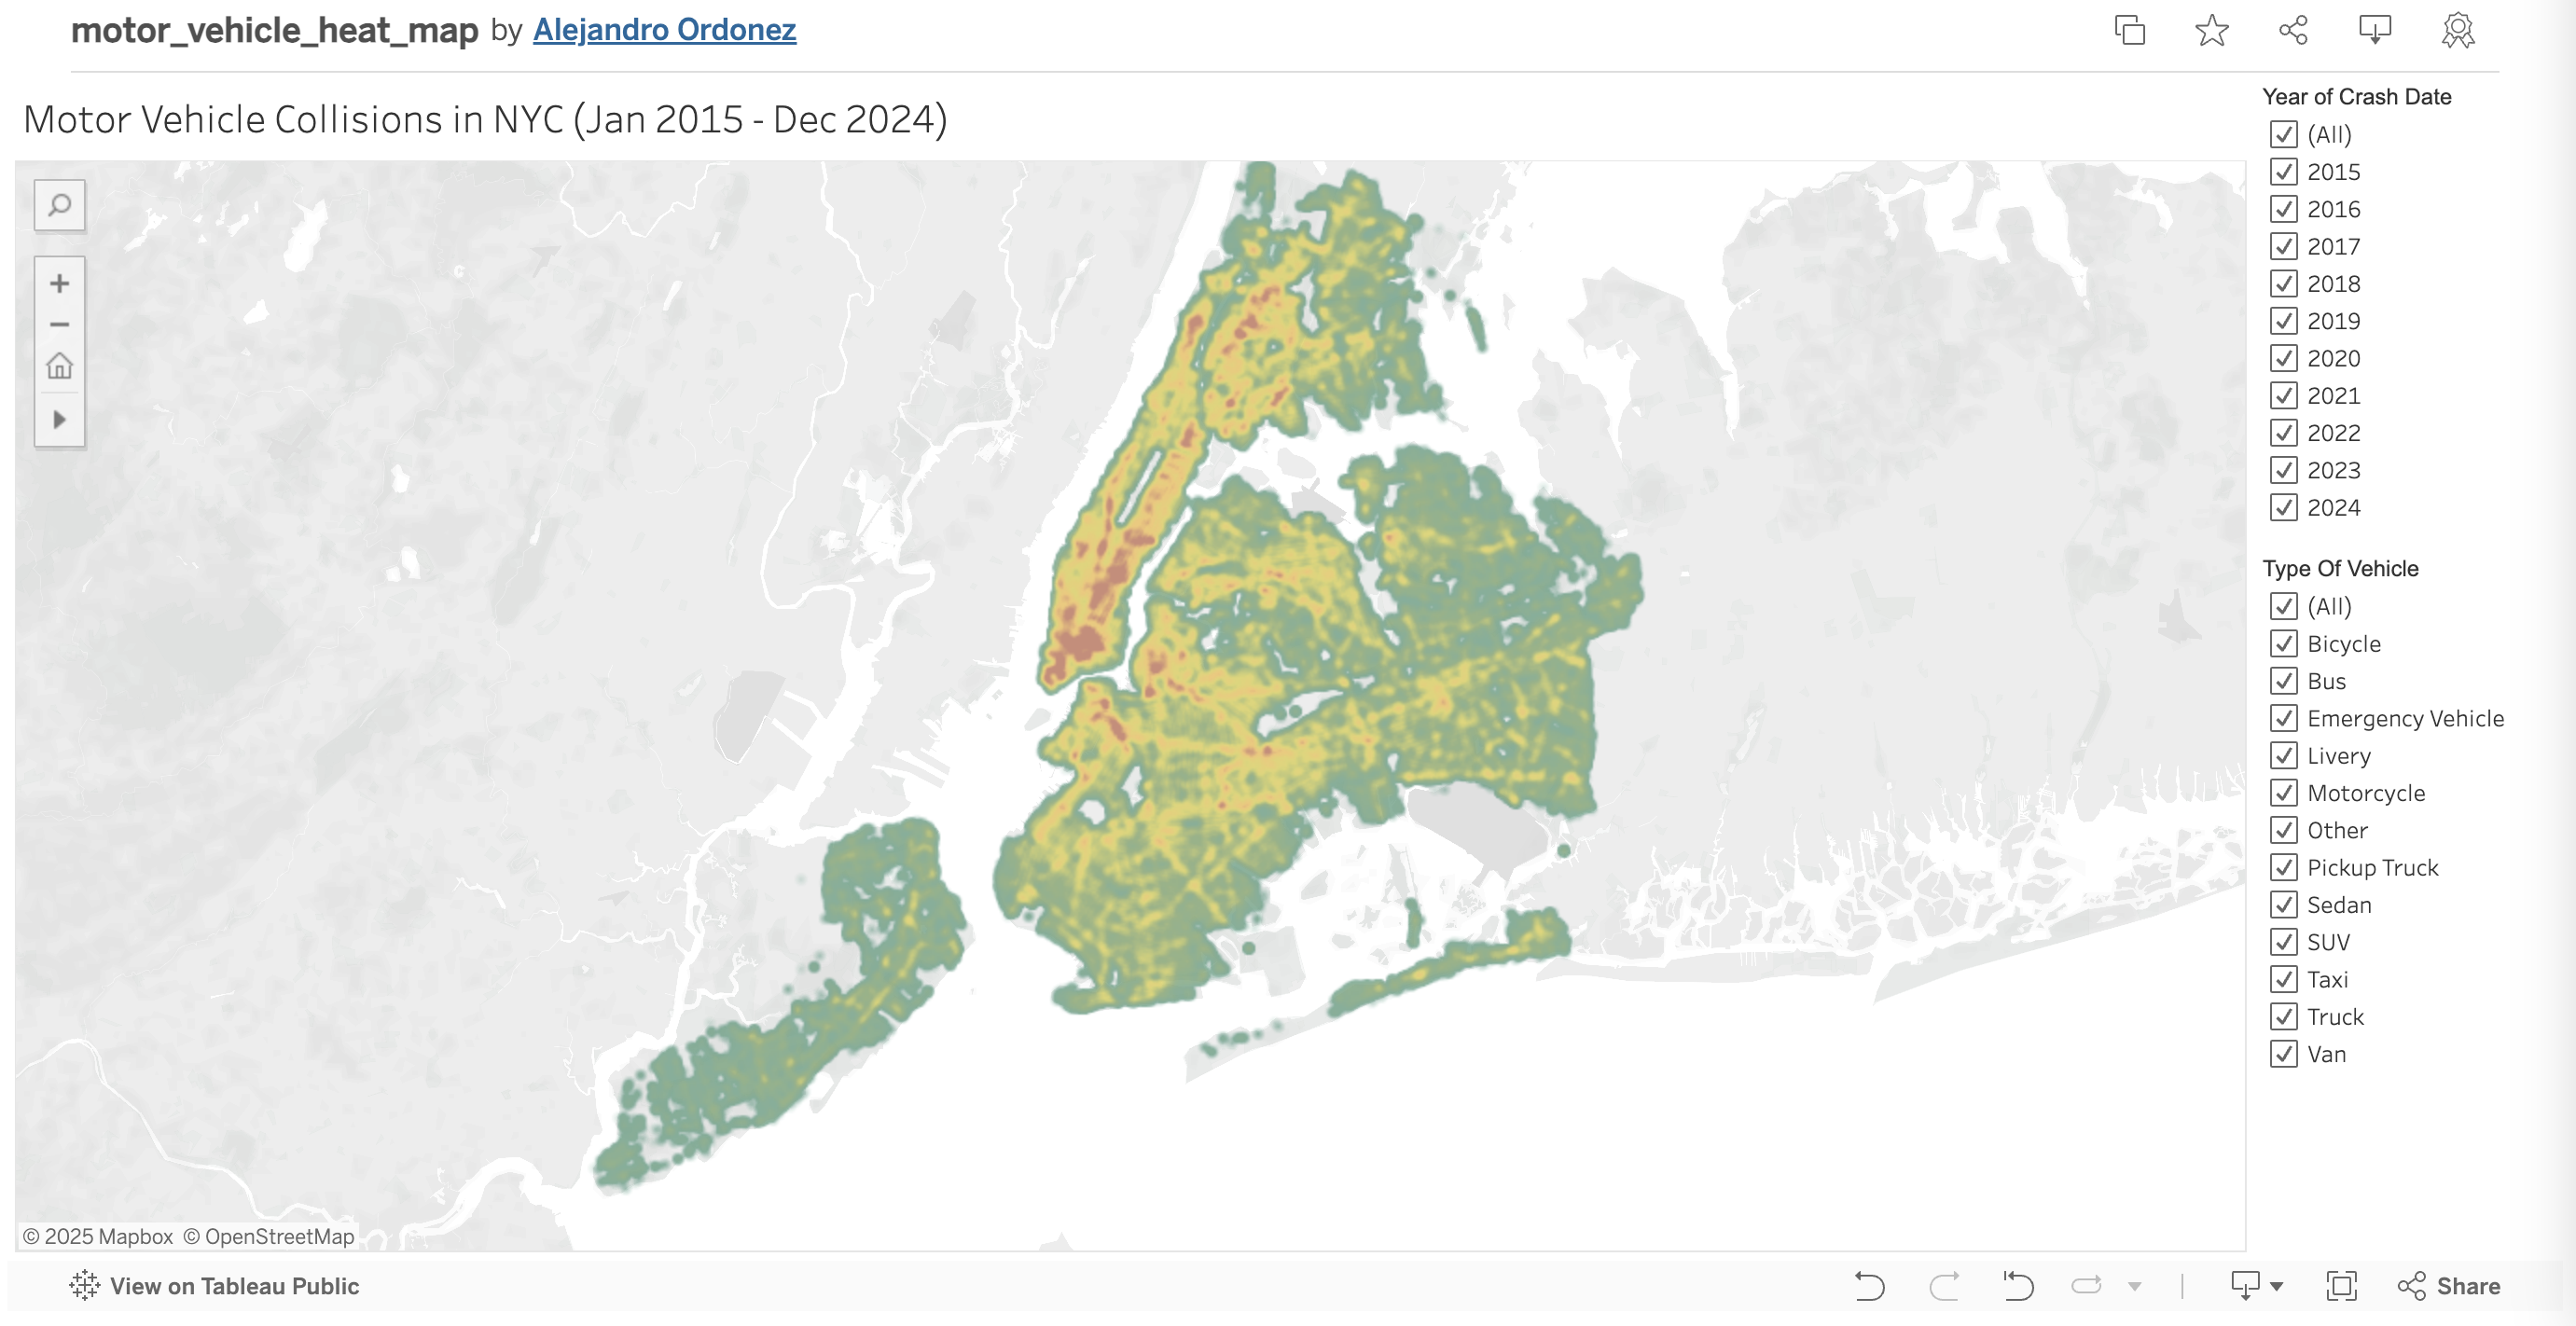 motor_vehicle_heat_map by Alejandro Ordonez
Motor Vehicle Collisions in NYC (Jan 2015 - Dec 2024)
Year of Crash Date
(All)
2015
2016
2017
2018
2019
2020
2021
2022
2023
2024
Type Of Vehicle
(All)
Bicycle
Bus
Emergency Vehicle
Livery
Motorcycle
Other
Pickup Truck
Sedan
SUV
Taxi
Truck
Van
© 2025 Mapbox © OpenStreetMap
View on Tableau Public
Share